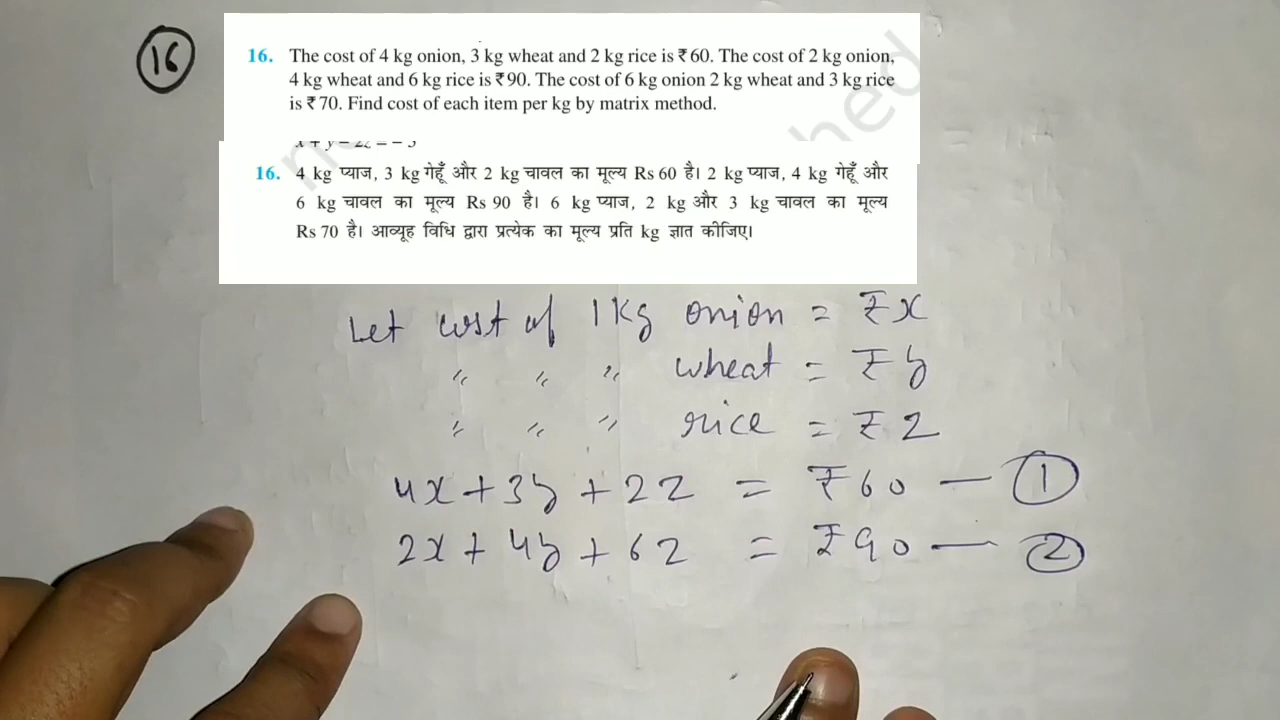 16
16. The cost of 4 kg onion, 3 kg wheat and 2 kg rice is ₹ 60. The cost of 2 kg onion,
4 kg wheat and 6 kg rice is ₹ 90. The cost of 6 kg onion 2 kg wheat and 3 kg rice
is ₹ 70. Find cost of each item per kg by matrix method.
16. 4 kg प्याज, 3 kg गेहूँ और 2 kg चावल का मूल्य Rs 60 है। 2 kg प्याज, 4 kg गेहूँ और
6 kg चावल का मूल्य Rs 90 है। 6 kg प्याज, 2 kg और 3 kg चावल का मूल्य
Rs 70 है। आव्यूह विधि द्वारा प्रत्येक का मूल्य प्रति kg ज्ञात कीजिए।
Let cost of 1 kg onion = ₹ x
" " " wheat = ₹ y
" " " rice = ₹ z
4x + 3y + 2z = ₹ 60 — 1
2x + 4y + 6z = ₹ 90 — 2